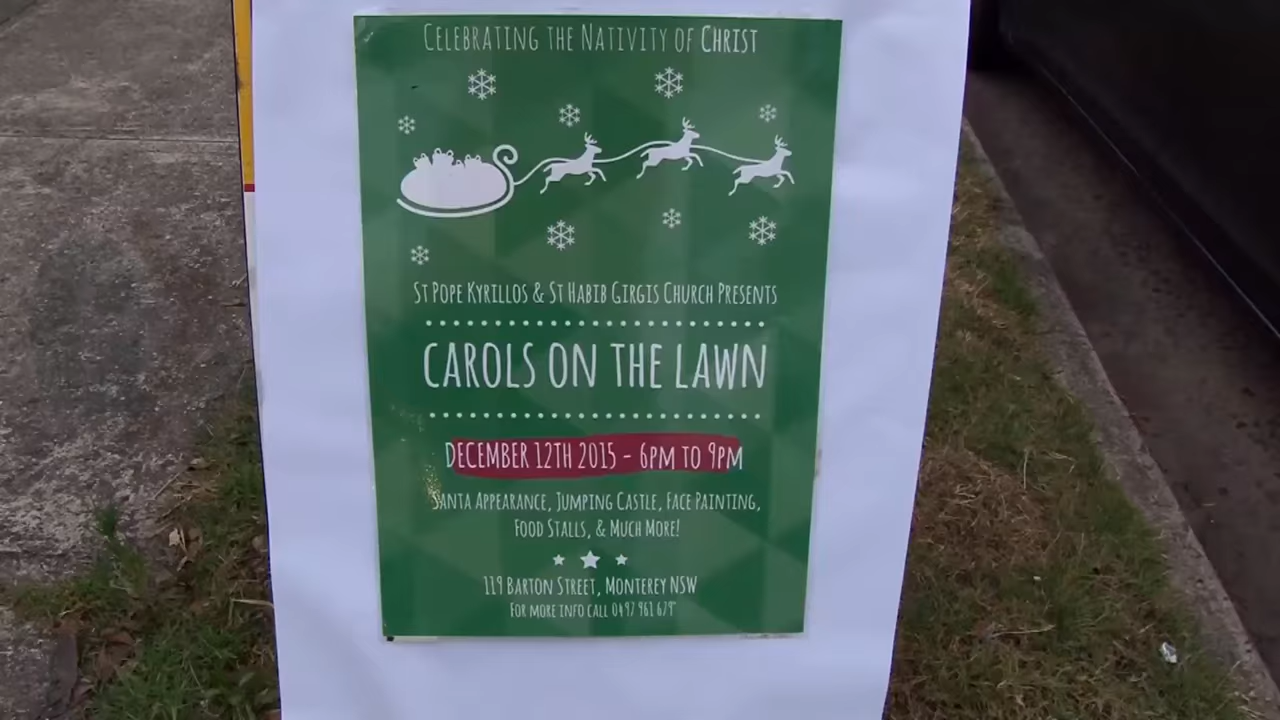 Celebrating the Nativity of Christ
St Pope Kyrillos & St Habib Girgis Church Presents
Carols on the Lawn
December 12th 2015 - 6pm to 9pm
Santa Appearance, Jumping Castle, Face Painting,
Food Stalls, & Much More!
119 Barton Street, Monterey NSW
For more info call 0497 961